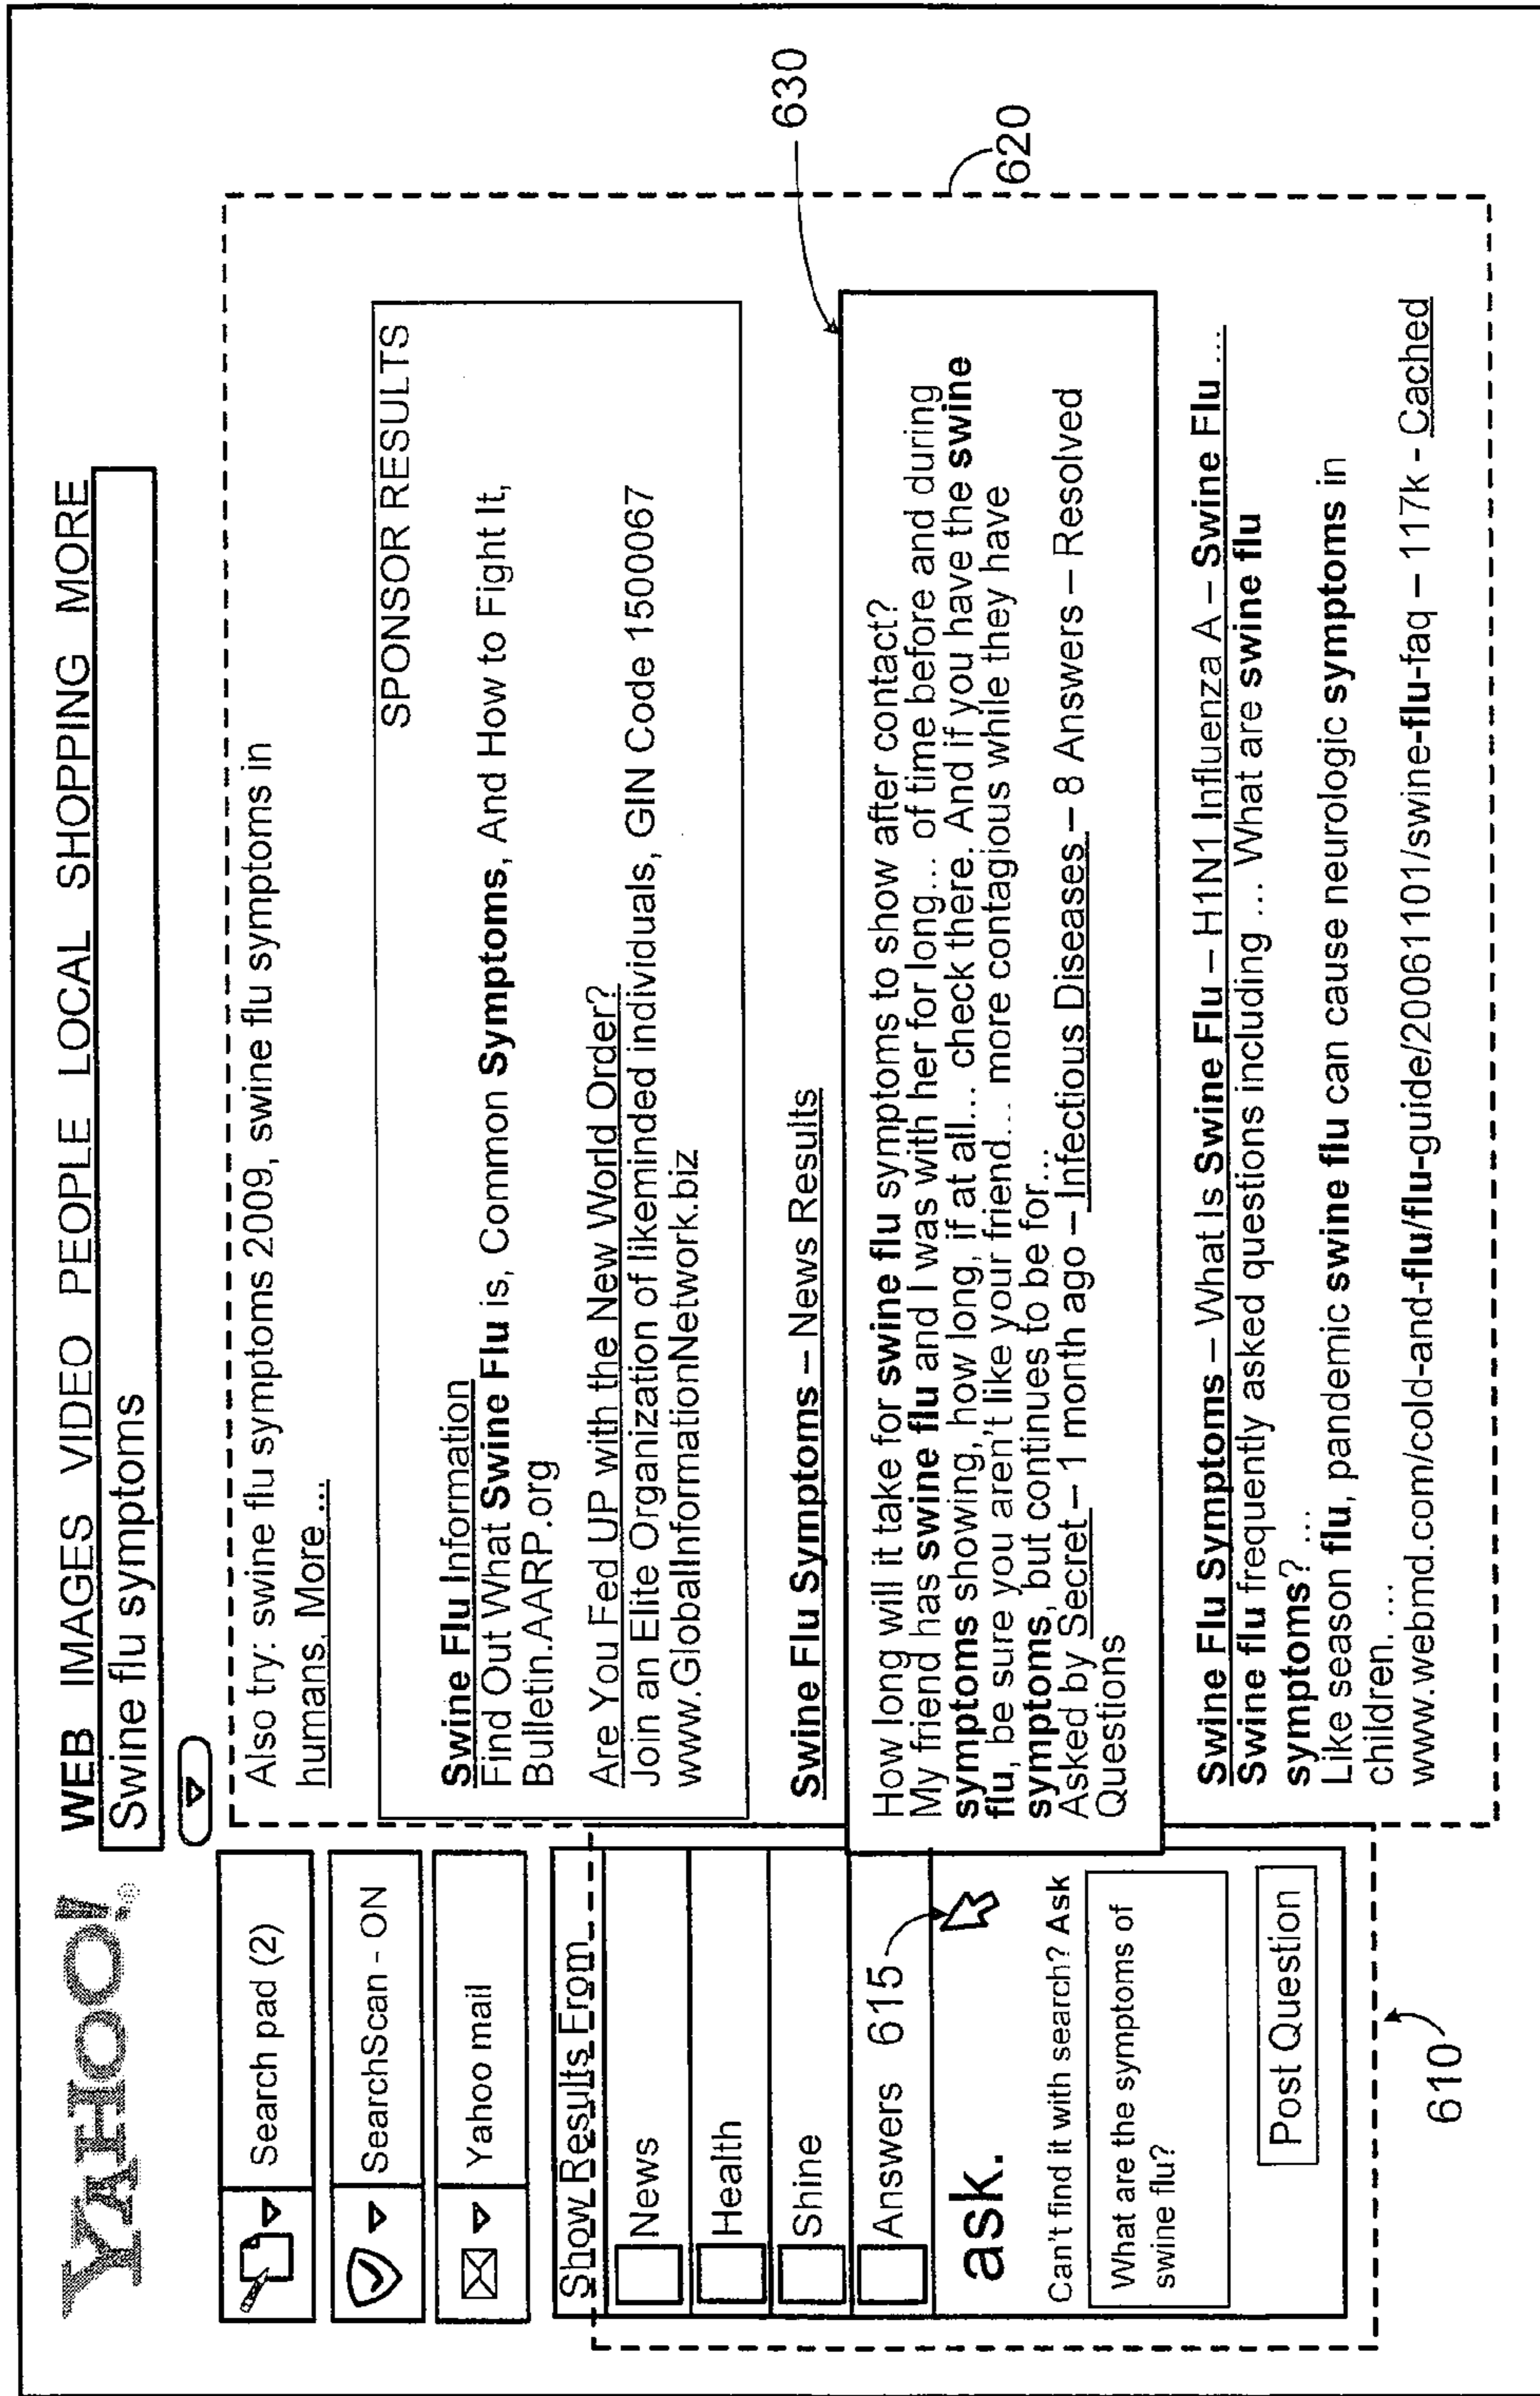 YAHOO!®
WEB IMAGES VIDEO PEOPLE LOCAL SHOPPING MORE
Swine flu symptoms
Search pad (2)
SearchScan - ON
Yahoo mail
Show Results From
News
Health
Shine
Answers 615
ask.
Can't find it with search? Ask
What are the symptoms of
swine flu?
Post Question
610
Also try: swine flu symptoms 2009, swine flu symptoms in
humans, More ...
SPONSOR RESULTS
Swine Flu Information
Find Out What Swine Flu is, Common Symptoms, And How to Fight It,
Bulletin.AARP.org
Are You Fed UP with the New World Order?
Join an Elite Organization of likeminded individuals, GIN Code 1500067
www.GlobalInformationNetwork.biz
Swine Flu Symptoms – News Results
630
620
How long will it take for swine flu symptoms to show after contact?
My friend has swine flu and I was with her for long... of time before and during
symptoms showing, how long, if at all... check there. And if you have the swine
flu, be sure you aren't like your friend... more contagious while they have
symptoms, but continues to be for...
Asked by Secret – 1 month ago – Infectious Diseases – 8 Answers – Resolved
Questions
Swine Flu Symptoms – What Is Swine Flu – H1N1 Influenza A – Swine Flu ...
Swine flu frequently asked questions including ... What are swine flu
symptoms? ...
Like season flu, pandemic swine flu can cause neurologic symptoms in
children. ...
www.webmd.com/cold-and-flu/flu-guide/20061101/swine-flu-faq – 117k - Cached